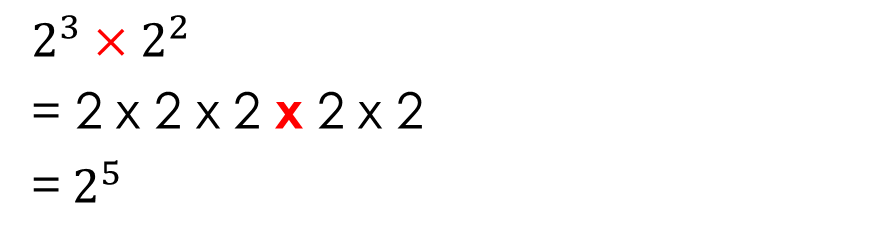 2³ × 2²
= 2 x 2 x 2 x 2 x 2
= 2⁵